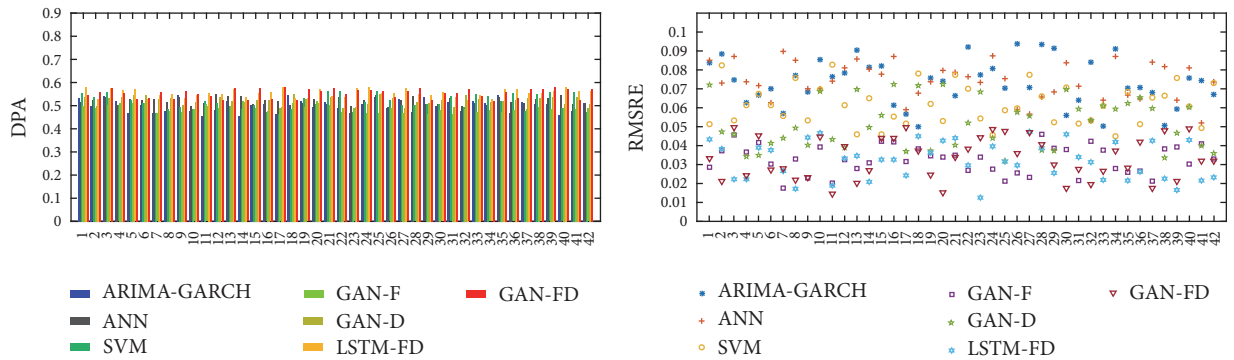 0.9
0.8
0.7
0.6
0.5
0.4
0.3
0.2
0.1
0
DPA
1 2 3 4 5 6 7 8 9 10 11 12 13 14 15 16 17 18 19 20 21 22 23 24 25 26 27 28 29 30 31 32 33 34 35 36 37 38 39 40 41 42
ARIMA-GARCH
ANN
SVM
GAN-F
GAN-D
LSTM-FD
GAN-FD
0.1
0.09
0.08
0.07
0.06
0.05
0.04
0.03
0.02
0.01
0
RMSRE
1 2 3 4 5 6 7 8 9 10 11 12 13 14 15 16 17 18 19 20 21 22 23 24 25 26 27 28 29 30 31 32 33 34 35 36 37 38 39 40 41 42
ARIMA-GARCH
ANN
SVM
GAN-F
GAN-D
LSTM-FD
GAN-FD